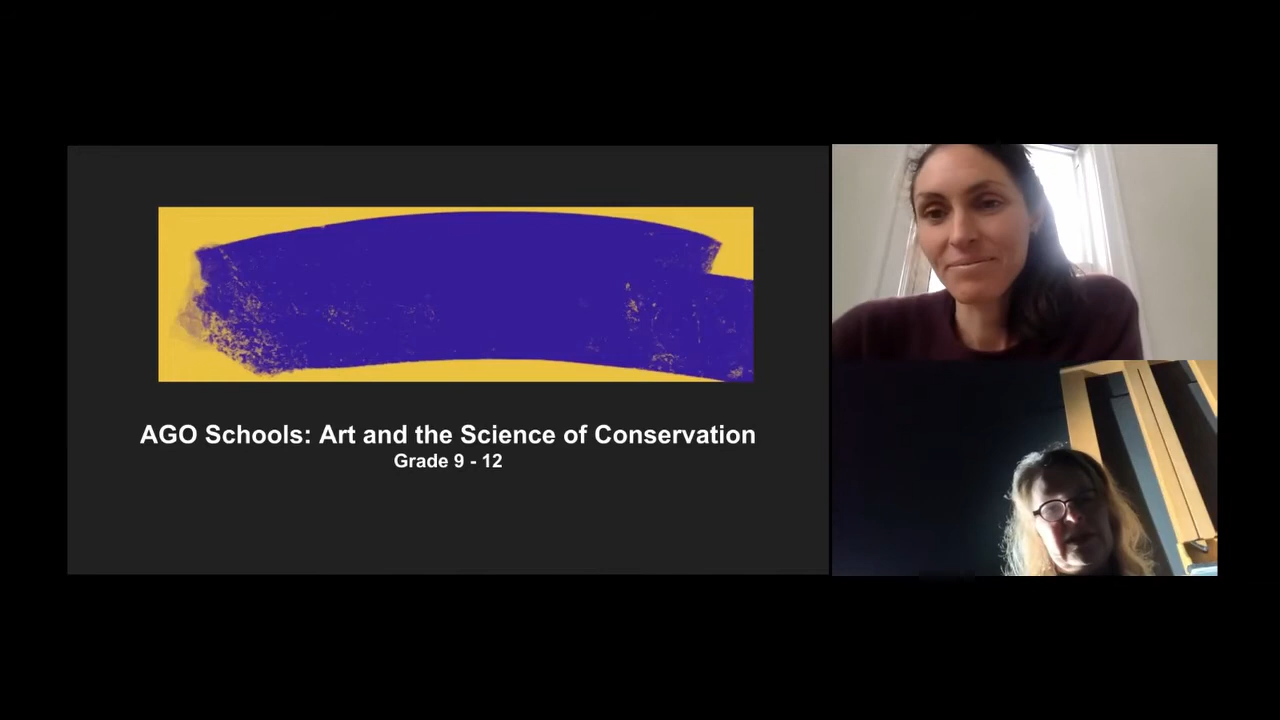 AGO Schools: Art and the Science of Conservation
Grade 9 - 12